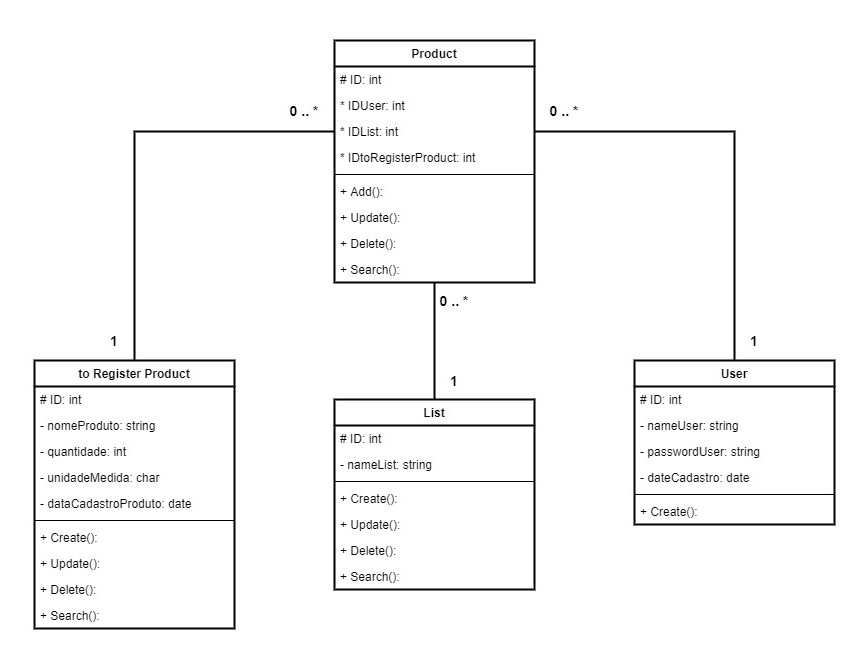 Product
# ID: int
* IDUser: int
* IDList: int
* IDtoRegisterProduct: int
+ Add():
+ Update():
+ Delete():
+ Search():
0 .. *
0 .. *
0 .. *
1
1
1
to Register Product
# ID: int
- nomeProduto: string
- quantidade: int
- unidadeMedida: char
- dataCadastroProduto: date
+ Create():
+ Update():
+ Delete():
+ Search():
List
# ID: int
- nameList: string
+ Create():
+ Update():
+ Delete():
+ Search():
User
# ID: int
- nameUser: string
- passwordUser: string
- dateCadastro: date
+ Create():